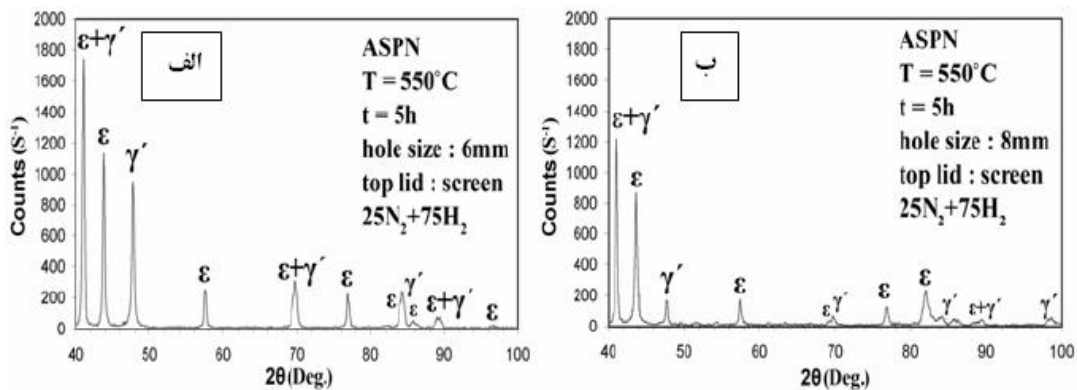 2000
1800
1600
1400
1200
1000
800
600
400
200
0
Counts (S⁻¹)
ε+γ´
ε
γ´
ε
ε+γ´
ε
ε
γ´
ε
ε+γ´
ε
الف
ASPN
T = 550°C
t = 5h
hole size : 6mm
top lid : screen
25N₂+75H₂
40 50 60 70 80 90 100
2θ(Deg.)
2000
1800
1600
1400
1200
1000
800
600
400
200
0
Counts (S⁻¹)
ε+γ´
ε
γ´
ε
ε
γ´
ε
ε
γ´
ε+γ´
γ´
ب
ASPN
T = 550°C
t = 5h
hole size : 8mm
top lid : screen
25N₂+75H₂
40 50 60 70 80 90 100
2θ(Deg.)